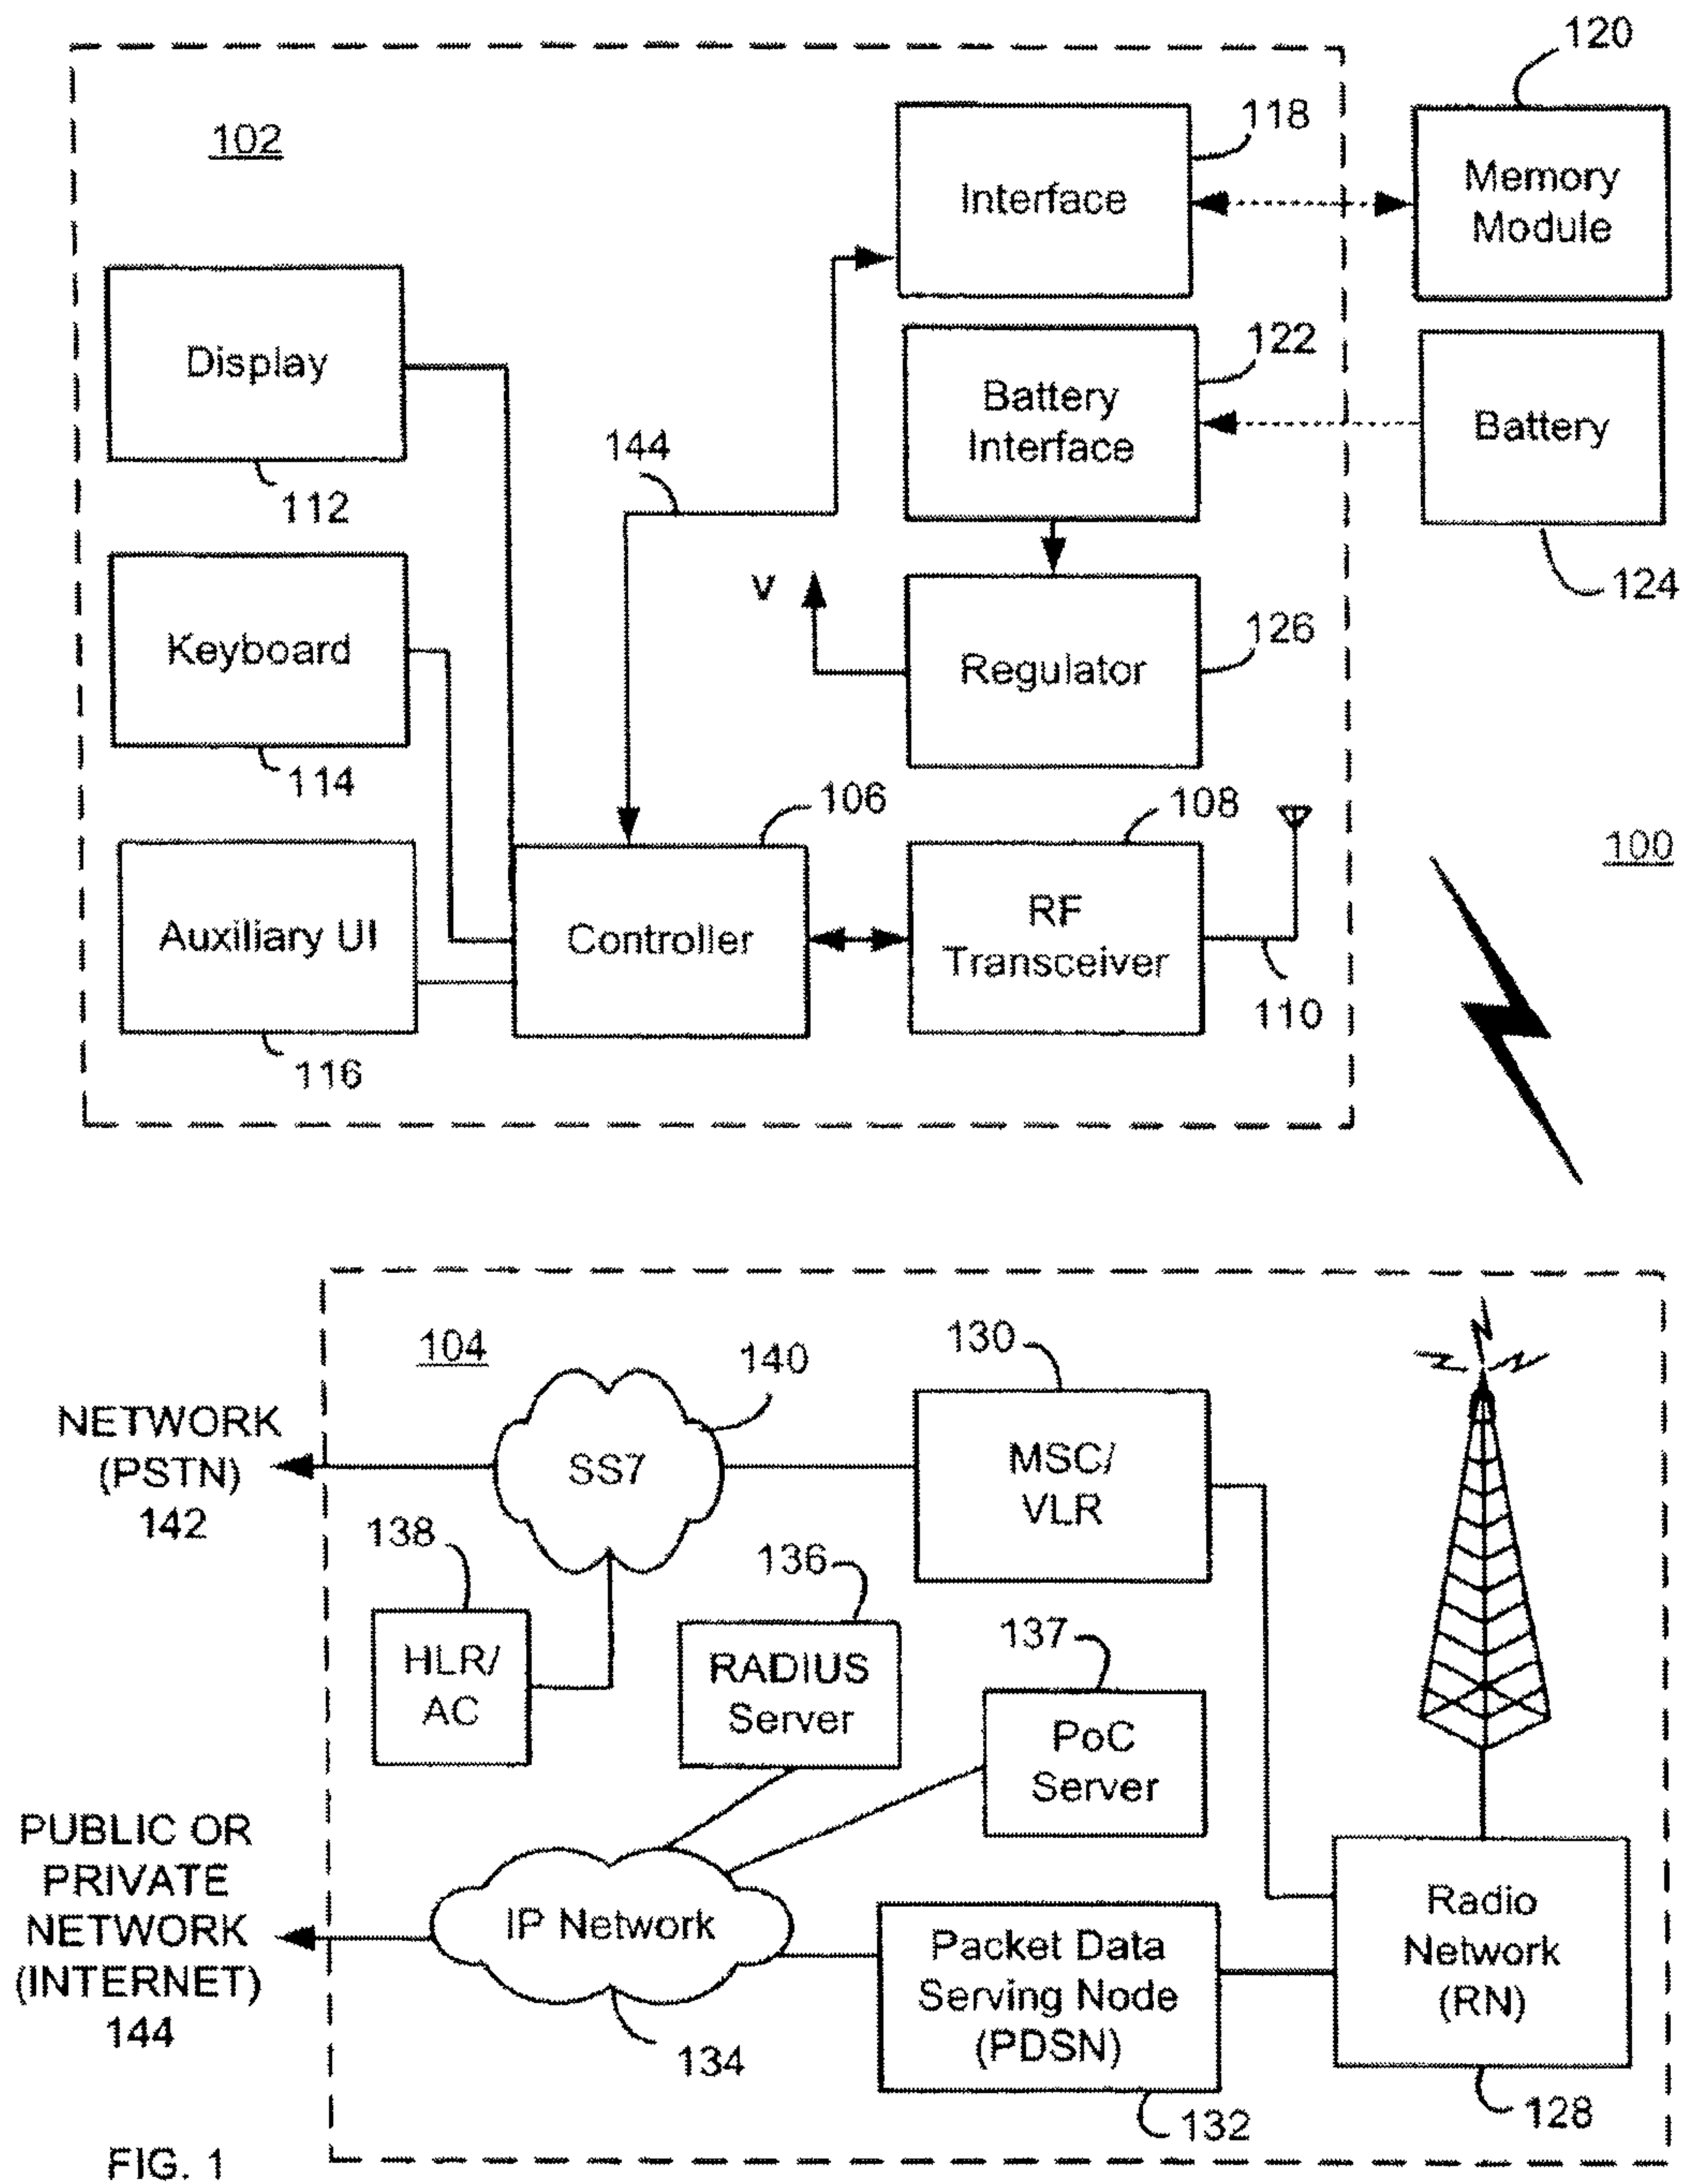 120
102
118
Interface
Memory
Module
Display
122
Battery
Interface
Battery
144
112
124
V
Keyboard
126
Regulator
114
106
108
100
Auxiliary UI
Controller
RF
Transceiver
110
116
104
130
140
NETWORK
(PSTN)
142
SS7
MSC/
VLR
138
136
HLR/
AC
RADIUS
Server
137
PoC
Server
PUBLIC OR
PRIVATE
NETWORK
(INTERNET)
144
IP Network
134
Packet Data
Serving Node
(PDSN)
132
Radio
Network
(RN)
128
FIG. 1